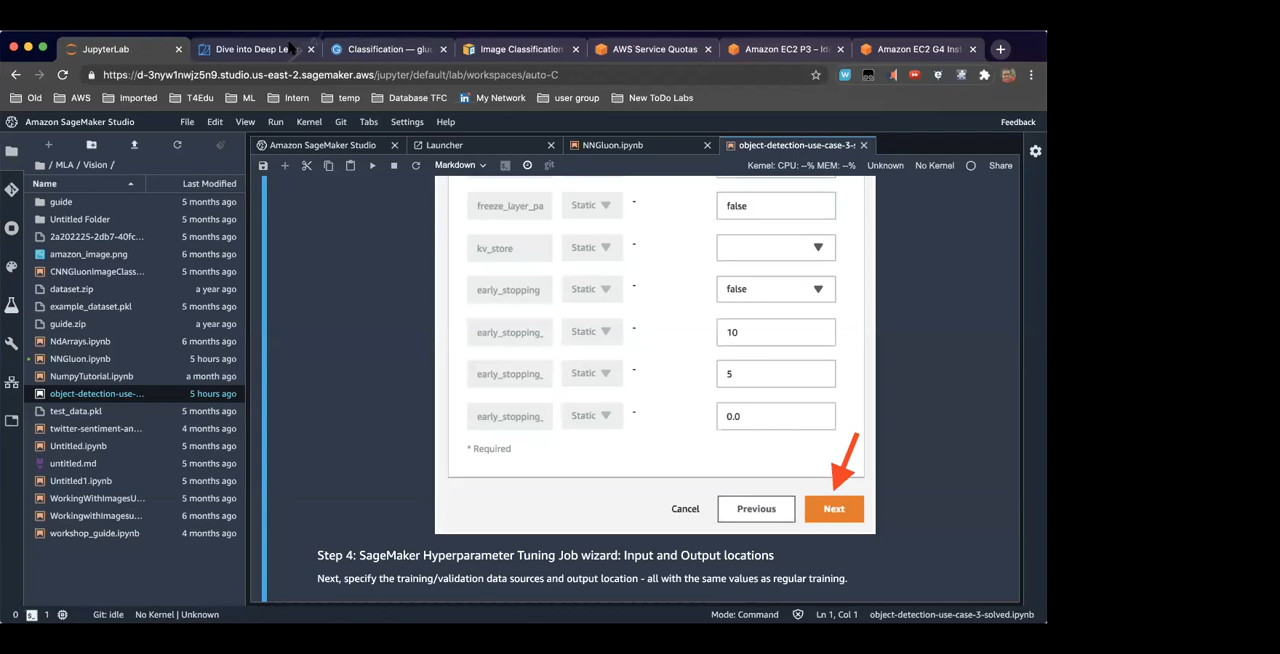 JupyterLab
Dive into Deep Le
Classification — glu
Image Classification
AWS Service Quotas
Amazon EC2 P3 – Id
Amazon EC2 G4 Inst
https://d-3nyw1nwjz5n9.studio.us-east-2.sagemaker.aws/jupyter/default/lab/workspaces/auto-C
Old
AWS
Imported
T4Edu
ML
Intern
temp
Database TFC
My Network
user group
New ToDo Labs
Amazon SageMaker Studio
File Edit View Run Kernel Git Tabs Settings Help
Feedback
Amazon SageMaker Studio
Launcher
NNGluon.ipynb
object-detection-use-case-3-s
Markdown
git
Kernel: CPU: --% MEM: --%
Unknown
No Kernel
Share
/ MLA / Vision /
Name Last Modified
guide 5 months ago
Untitled Folder 5 months ago
2a202225-2db7-40fc... 5 months ago
amazon_image.png 6 months ago
CNNGluonImageClass... 5 months ago
dataset.zip a year ago
example_dataset.pkl 6 months ago
guide.zip a year ago
NdArrays.ipynb 6 months ago
NNGluon.ipynb 5 hours ago
NumpyTutorial.ipynb a month ago
object-detection-use-... 5 hours ago
test_data.pkl 5 months ago
twitter-sentiment-an... 4 months ago
Untitled.ipynb 5 months ago
untitled.md 5 months ago
Untitled1.ipynb 5 months ago
WorkingWithImagesU... 5 months ago
Workingwithimagesu... 6 months ago
workshop_guide.ipynb 4 months ago
freeze_layer_pa Static - false
kv_store Static -
early_stopping Static - false
early_stopping_ Static - 10
early_stopping_ Static - 5
early_stopping_ Static - 0.0
* Required
Cancel Previous Next
Step 4: SageMaker Hyperparameter Tuning Job wizard: Input and Output locations
Next, specify the training/validation data sources and output location - all with the same values as regular training.
0 1 Git: idle No Kernel | Unknown
Mode: Command Ln 1, Col 1 object-detection-use-case-3-solved.ipynb